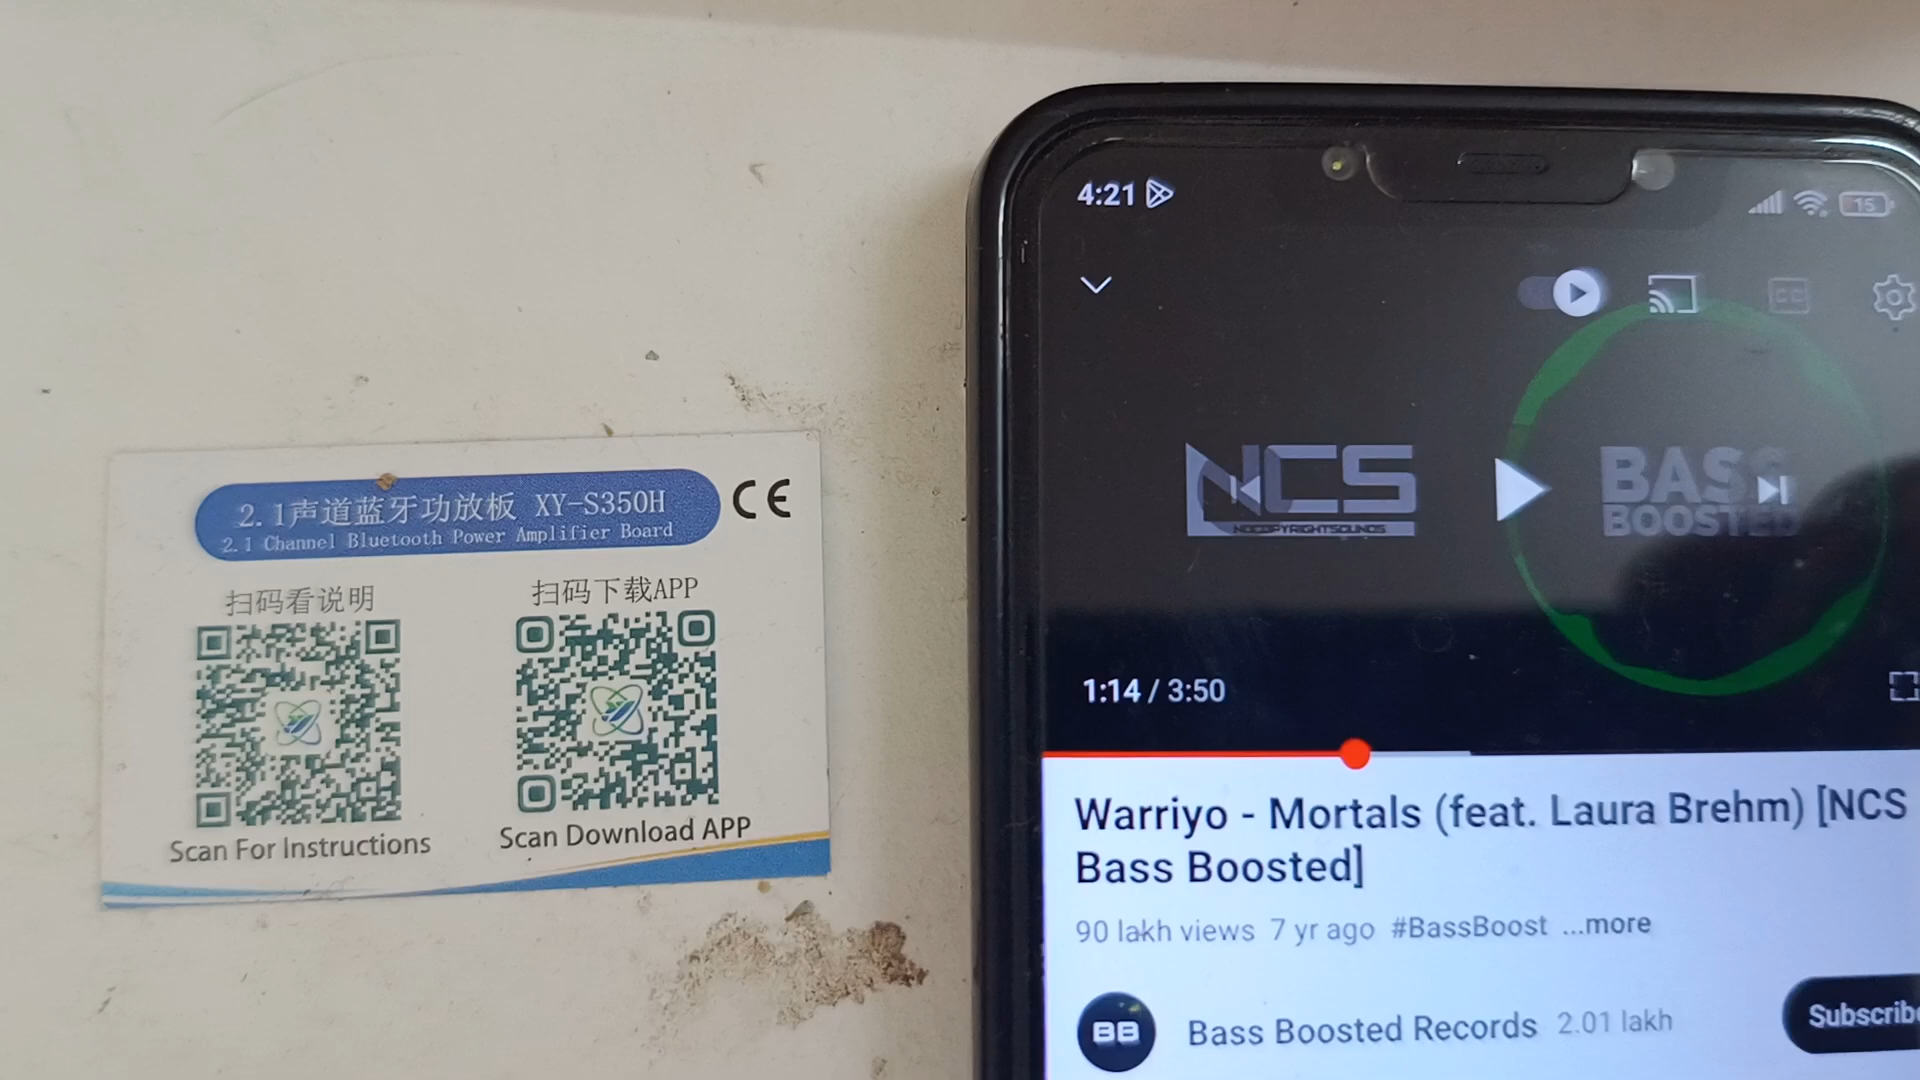 2.1声道蓝牙功放板 XY-S350H
2.1 Channel Bluetooth Power Amplifier Board
CE
扫码看说明
扫码下载APP
Scan For Instructions
Scan Download APP
4:21
15
CC
NCS
NOCOPYRIGHTSOUNDS
BASS
BOOSTED
1:14 / 3:50
Warriyo - Mortals (feat. Laura Brehm) [NCS
Bass Boosted]
90 lakh views 7 yr ago #BassBoost ...more
BB
Bass Boosted Records 2.01 lakh
Subscribe